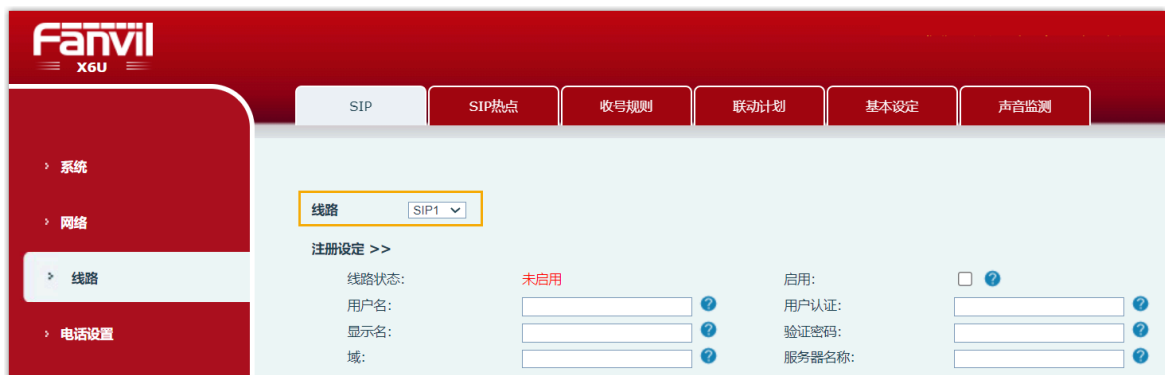 Fanvil
X6U
SIP
SIP热点
收号规则
联动计划
基本设定
声音监测
› 系统
› 网络
› 线路
› 电话设置
线路 SIP1
注册设定 >>
线路状态: 未启用 启用: ?
用户名: ? 用户认证: ?
显示名: ? 验证密码: ?
域: ? 服务器名称: ?